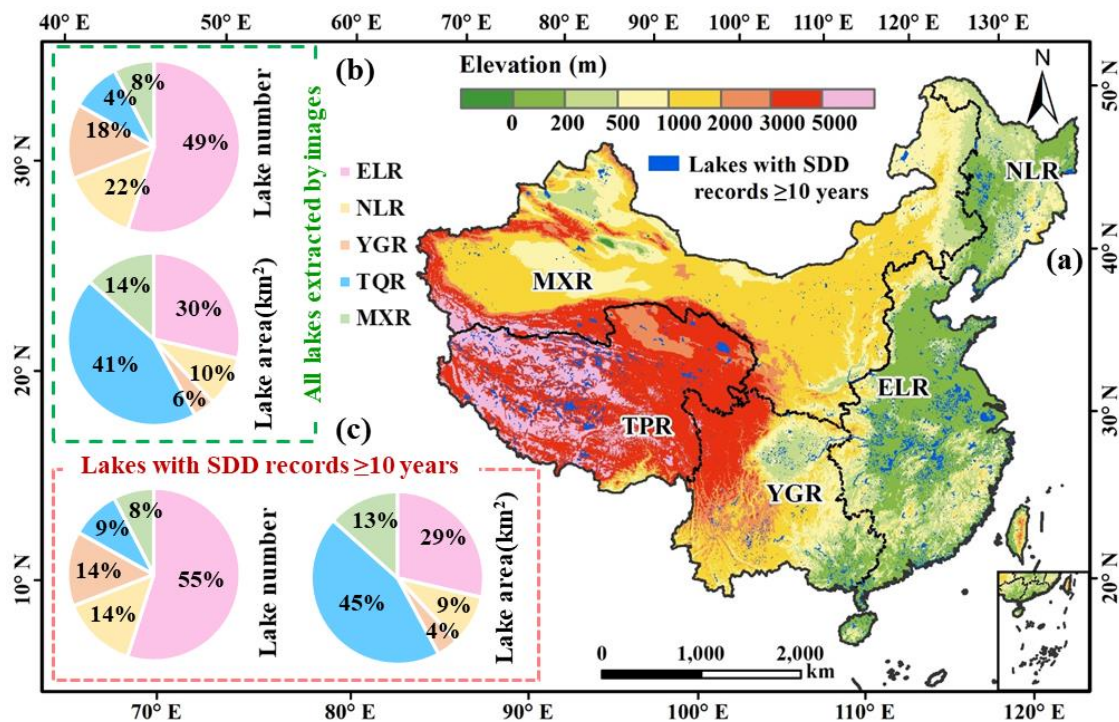 40° E 50° E 60° E 70° E 80° E 90° E 100° E 110° E 120° E 130° E
(b)
8%
4%
18%
49%
22%
Lake number
14%
30%
41%
10%
6%
Lake area(km²)
All lakes extracted by images
ELR
NLR
YGR
TQR
MXR
Elevation (m)
0 200 500 1000 2000 3000 5000
Lakes with SDD
records ≥10 years
N
NLR
(a)
MXR
ELR
TPR
YGR
(c)
Lakes with SDD records ≥10 years
8%
9%
14%
55%
14%
Lake number
13%
29%
45%
9%
4%
Lake area(km²)
0 1,000 2,000
km
30° N
20° N
10° N
50° N
40° N
30° N
20° N
70° E 80° E 90° E 100° E 110° E 120° E